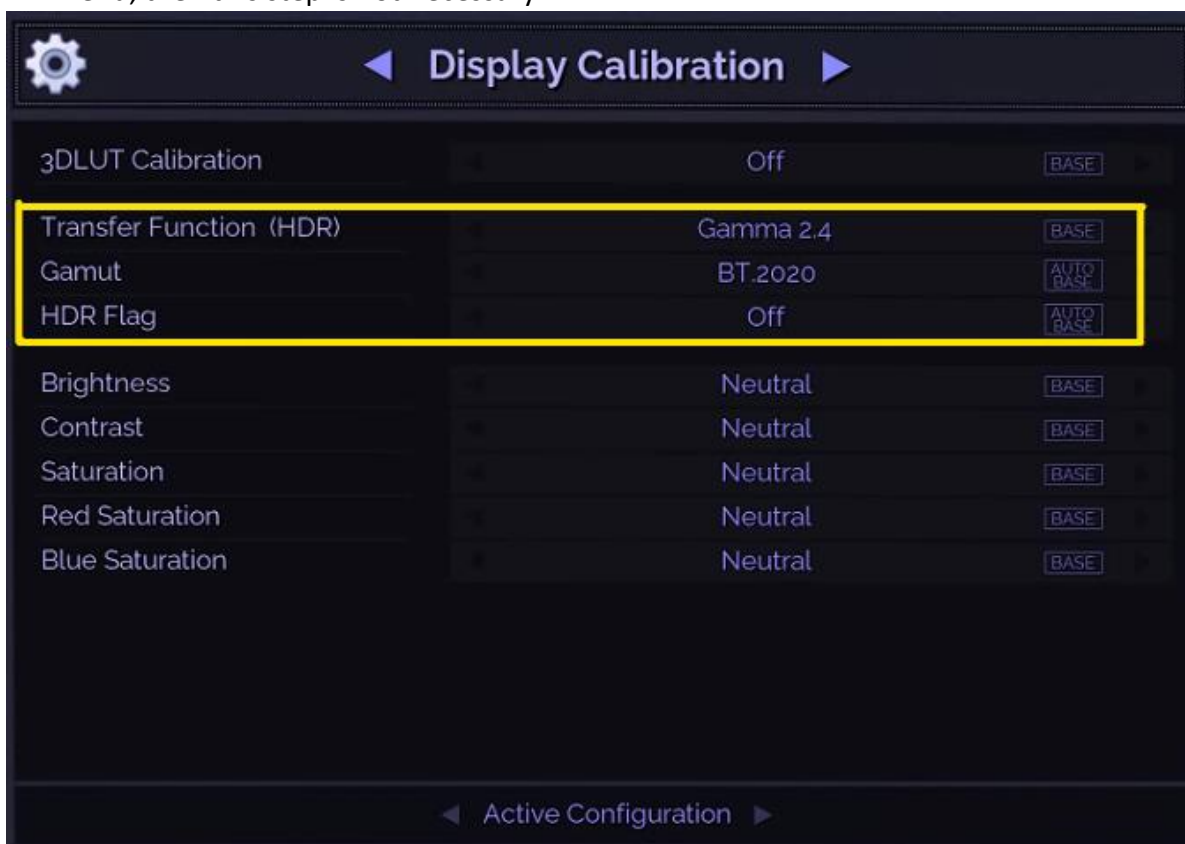 Display Calibration
3DLUT Calibration Off BASE
Transfer Function (HDR) Gamma 2.4 BASE
Gamut BT.2020 AUTO BASE
HDR Flag Off AUTO BASE
Brightness Neutral BASE
Contrast Neutral BASE
Saturation Neutral BASE
Red Saturation Neutral BASE
Blue Saturation Neutral BASE
Active Configuration